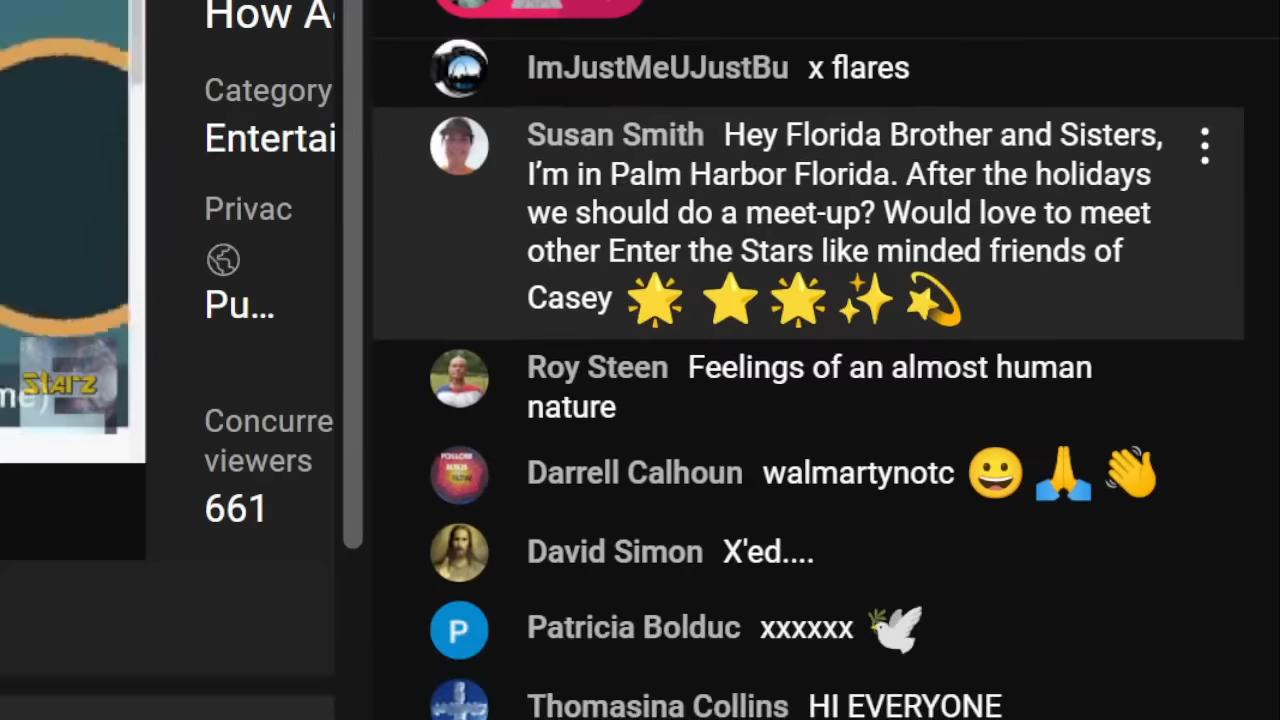 How A
Category
Entertai
Privac
Pu...
Concurre
viewers
661
STARZ
me)
ImJustMeUJustBu x flares
Susan Smith Hey Florida Brother and Sisters,
I’m in Palm Harbor Florida. After the holidays
we should do a meet-up? Would love to meet
other Enter the Stars like minded friends of
Casey 🌟 ⭐ 🌟 ✨ 💫
Roy Steen Feelings of an almost human
nature
Darrell Calhoun walmartynotc 😀 🙏 👋
David Simon X'ed....
P
Patricia Bolduc xxxxxx 🕊️
Thomasina Collins HI EVERYONE